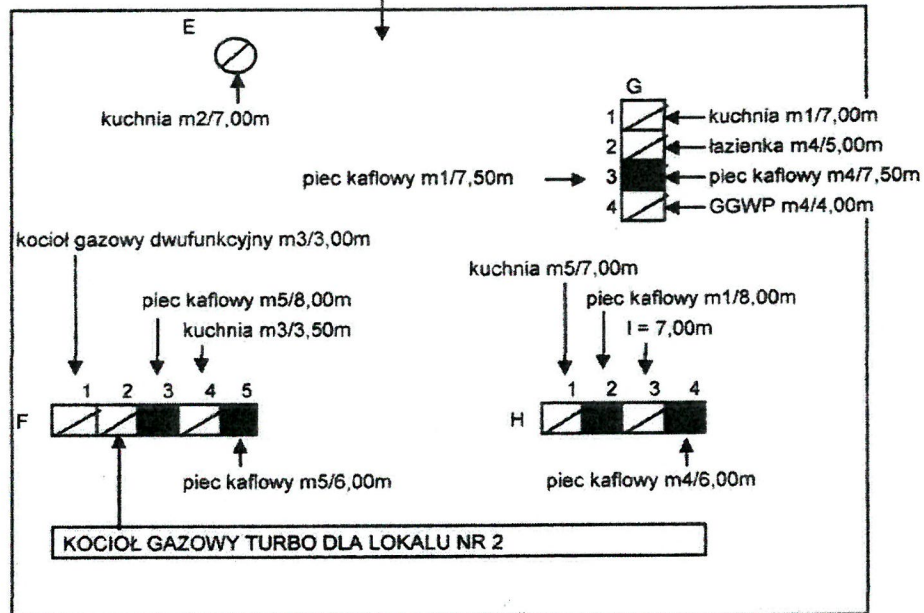 E
kuchnia m2/7,00m
G
1 kuchnia m1/7,00m
2 łazienka m4/5,00m
piec kaflowy m1/7,50m 3 piec kaflowy m4/7,50m
4 GGWP m4/4,00m
kocioł gazowy dwufunkcyjny m3/3,00m
piec kaflowy m5/8,00m
kuchnia m3/3,50m
1 2 3 4 5
F
piec kaflowy m5/6,00m
kuchnia m5/7,00m
piec kaflowy m1/8,00m
l = 7,00m
1 2 3 4
H
piec kaflowy m4/6,00m
KOCIOŁ GAZOWY TURBO DLA LOKALU NR 2